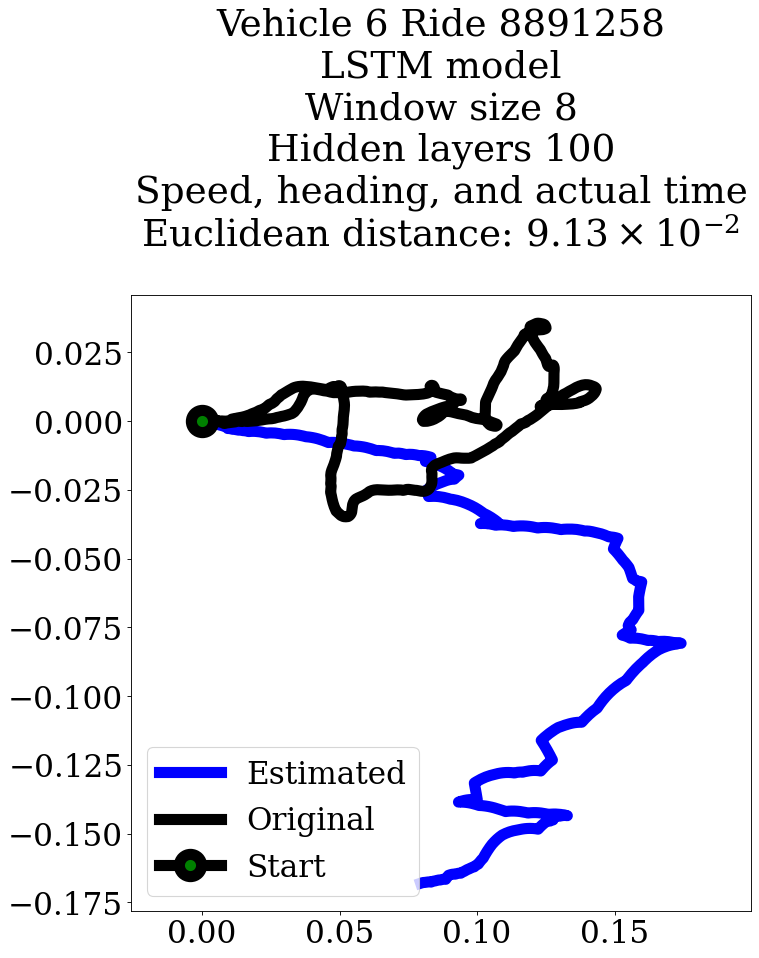 Vehicle 6 Ride 8891258
LSTM model
Window size 8
Hidden layers 100
Speed, heading, and actual time
Euclidean distance: 9.13 × 10⁻²
0.025
0.000
−0.025
−0.050
−0.075
−0.100
−0.125
−0.150
−0.175
Estimated
Original
Start
0.00 0.05 0.10 0.15